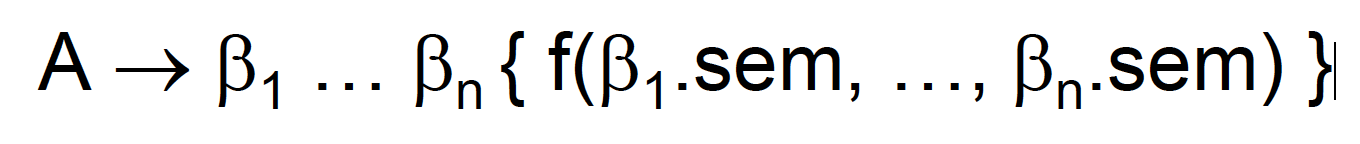 A → β₁ … βₙ { f(β₁.sem, …, βₙ.sem) }